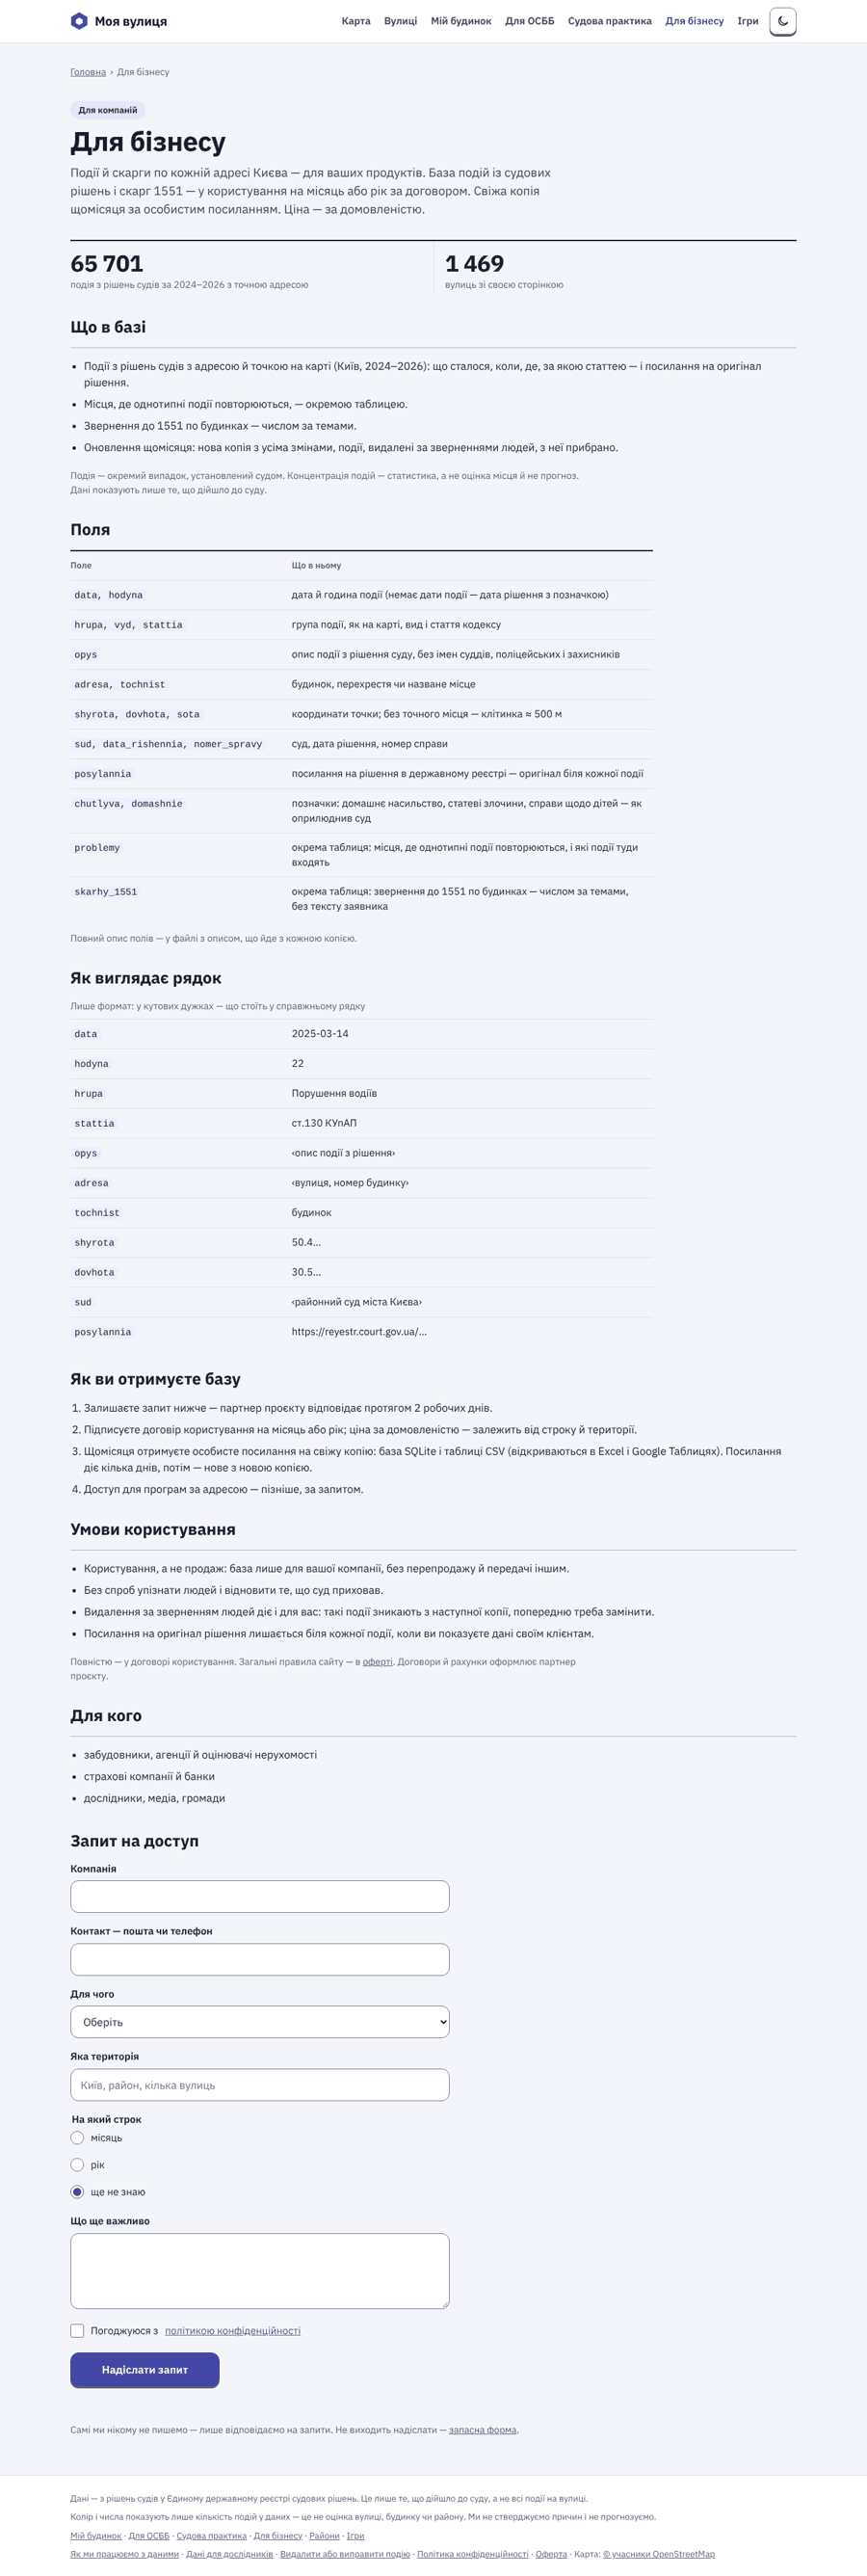 Моя вулиця
Карта Вулиці Мій будинок Для ОСББ Судова практика Для бізнесу Ігри
Головна › Для бізнесу
Для компаній
Для бізнесу
Події й скарги по кожній адресі Києва — для ваших продуктів. База подій із судових
рішень і скарг 1551 — у користування на місяць або рік за договором. Свіжа копія
щомісяця за особистим посиланням. Ціна — за домовленістю.
65 701
подія з рішень судів за 2024–2026 з точною адресою
1 469
вулиць зі своєю сторінкою
Що в базі
• Події з рішень судів з адресою й точкою на карті (Київ, 2024–2026): що сталося, коли, де, за якою статтею — і посилання на оригінал
рішення.
• Місця, де однотипні події повторюються, — окремою таблицею.
• Звернення до 1551 по будинках — числом за темами.
• Оновлення щомісяця: нова копія з усіма змінами, події, видалені за зверненнями людей, з неї прибрано.
Подія — окремий випадок, установлений судом. Концентрація подій — статистика, а не оцінка місця й не прогноз.
Дані показують лише те, що дійшло до суду.
Поля
Поле Що в ньому
data, hodyna дата й година події (немає дати події — дата рішення з позначкою)
hrupa, vyd, stattia група події, як на карті, вид і стаття кодексу
opys опис події з рішення суду, без імен суддів, поліцейських і захисників
adresa, tochnist будинок, перехрестя чи назване місце
shyrota, dovhota, sota координати точки; без точного місця — клітинка ≈ 500 м
sud, data_rishennia, nomer_spravy суд, дата рішення, номер справи
posylannia посилання на рішення в державному реєстрі — оригінал біля кожної події
chutlyva, domashnie позначки: домашнє насильство, статеві злочини, справи щодо дітей — як
оприлюднив суд
problemy окрема таблиця: місця, де однотипні події повторюються, і які події туди
входять
skarhy_1551 окрема таблиця: звернення до 1551 по будинках — числом за темами,
без тексту заявника
Повний опис полів — у файлі з описом, що йде з кожною копією.
Як виглядає рядок
Лише формат: у кутових дужках — що стоїть у справжньому рядку
data 2025-03-14
hodyna 22
hrupa Порушення водіїв
stattia ст.130 КУпАП
opys ‹опис події з рішення›
adresa ‹вулиця, номер будинку›
tochnist будинок
shyrota 50.4…
dovhota 30.5…
sud ‹районний суд міста Києва›
posylannia https://reyestr.court.gov.ua/…
Як ви отримуєте базу
1. Залишаєте запит нижче — партнер проєкту відповідає протягом 2 робочих днів.
2. Підписуєте договір користування на місяць або рік; ціна за домовленістю — залежить від строку й території.
3. Щомісяця отримуєте особисте посилання на свіжу копію: база SQLite і таблиці CSV (відкриваються в Excel і Google Таблицях). Посилання
діє кілька днів, потім — нове з новою копією.
4. Доступ для програм за адресою — пізніше, за запитом.
Умови користування
• Користування, а не продаж: база лише для вашої компанії, без перепродажу й передачі іншим.
• Без спроб упізнати людей і відновити те, що суд приховав.
• Видалення за зверненням людей діє і для вас: такі події зникають з наступної копії, попередню треба замінити.
• Посилання на оригінал рішення лишається біля кожної події, коли ви показуєте дані своїм клієнтам.
Повністю — у договорі користування. Загальні правила сайту — в оферті. Договори й рахунки оформлює партнер
проєкту.
Для кого
• забудовники, агенції й оцінювачі нерухомості
• страхові компанії й банки
• дослідники, медіа, громади
Запит на доступ
Компанія
Контакт — пошта чи телефон
Для чого
Оберіть
Яка територія
Київ, район, кілька вулиць
На який строк
місяць
рік
ще не знаю
Що ще важливо
Погоджуюся з політикою конфіденційності
Надіслати запит
Самі ми нікому не пишемо — лише відповідаємо на запити. Не виходить надіслати — запасна форма.
Дані — з рішень судів у Єдиному державному реєстрі судових рішень. Це лише те, що дійшло до суду, а не всі події на вулиці.
Колір і числа показують лише кількість подій у даних — це не оцінка вулиці, будинку чи району. Ми не стверджуємо причин і не прогнозуємо.
Мій будинок · Для ОСББ · Судова практика · Для бізнесу · Райони · Ігри
Як ми працюємо з даними · Дані для дослідників · Видалити або виправити подію · Політика конфіденційності · Оферта · Карта: © учасники OpenStreetMap